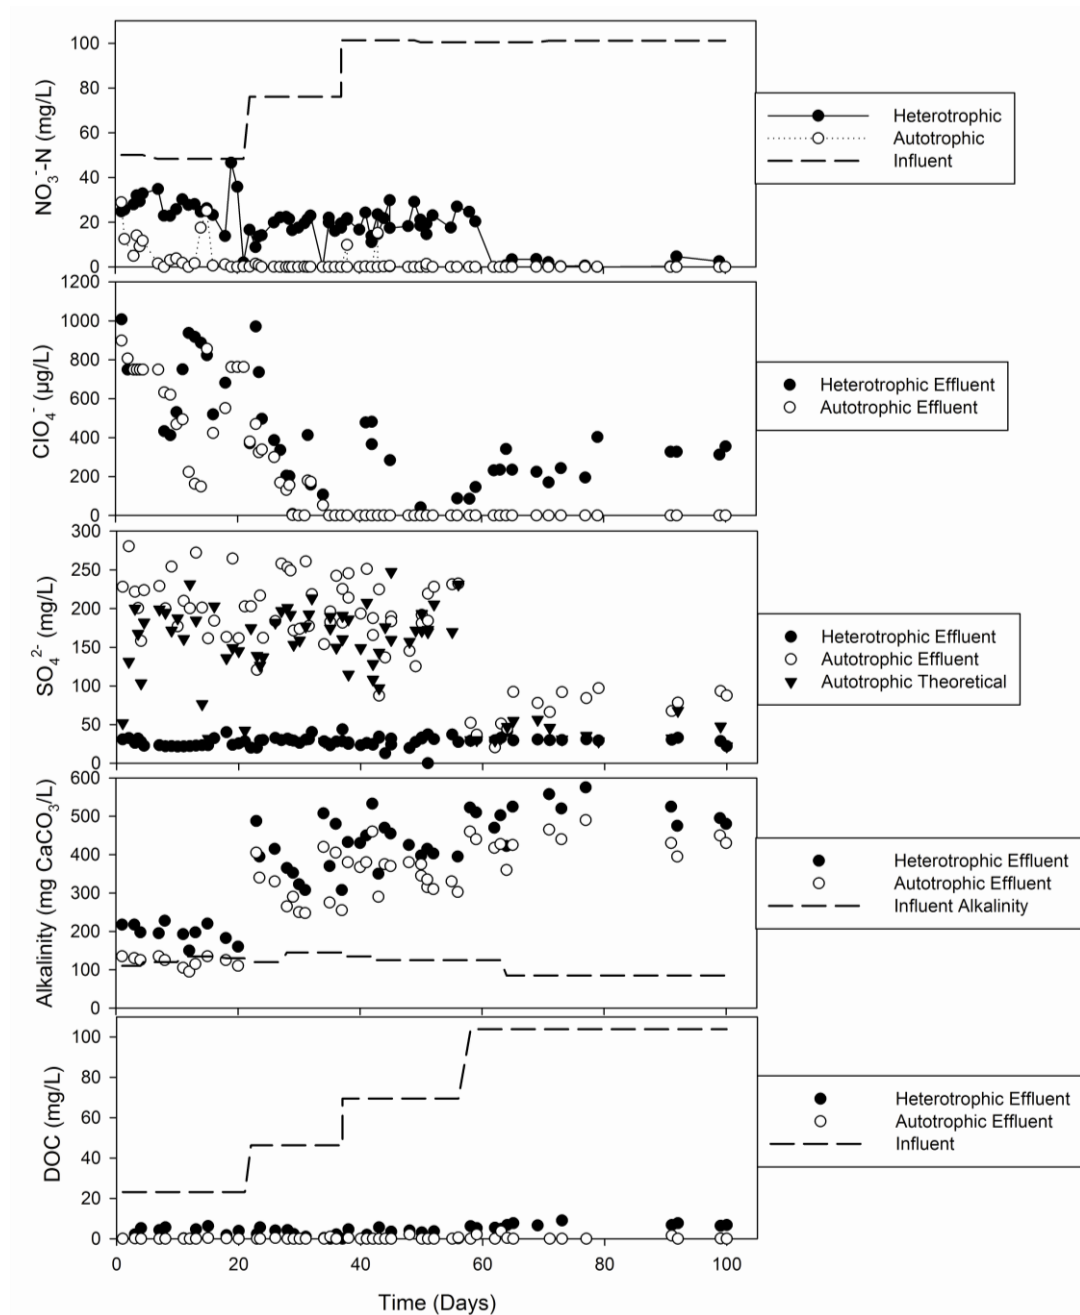 NO₃⁻-N (mg/L)
100
80
60
40
20
0
Heterotrophic
Autotrophic
Influent
ClO₄⁻ (µg/L)
1200
1000
800
600
400
200
0
Heterotrophic Effluent
Autotrophic Effluent
SO₄²⁻ (mg/L)
300
250
200
150
100
50
0
Heterotrophic Effluent
Autotrophic Effluent
Autotrophic Theoretical
Alkalinity (mg CaCO₃/L)
600
500
400
300
200
100
0
Heterotrophic Effluent
Autotrophic Effluent
Influent Alkalinity
DOC (mg/L)
100
80
60
40
20
0
Heterotrophic Effluent
Autotrophic Effluent
Influent
0 20 40 60 80 100
Time (Days)